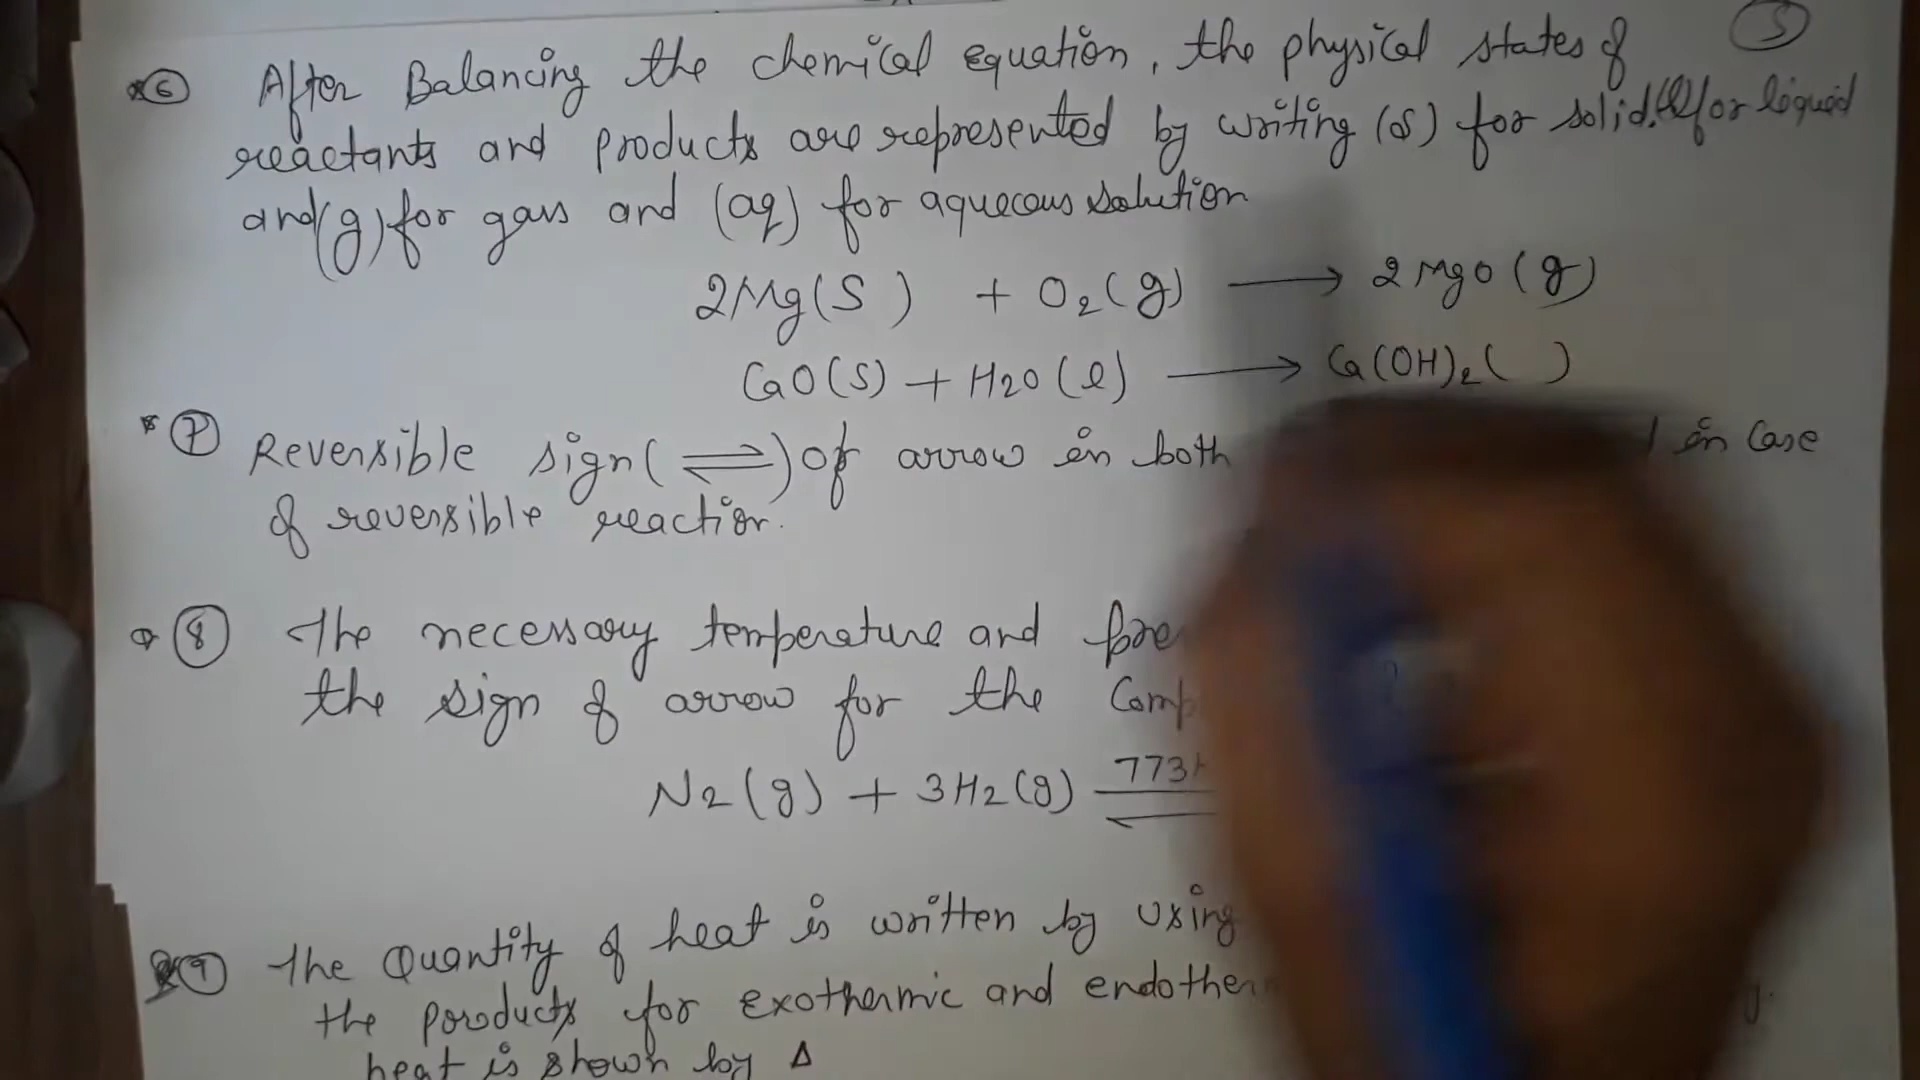 5
6 After Balancing the chemical equation, the physical states of
reactants and products are represented by writing (s) for solid, (l) for liquid
and (g) for gas and (aq) for aquecous solution
2Mg(S) + O2(g) → 2MgO(g)
CaO(S) + H2O(l) → Ca(OH)2( )
7 Reversible sign (⇌) of arrow in both in case
of reversible reaction.
8 The necessary temperature and
the sign of arrow for the
N2(g) + 3H2(g) ⇌ 773
9 The Quantity of heat is written by using
the products for exothermic and
heat is shown by Δ